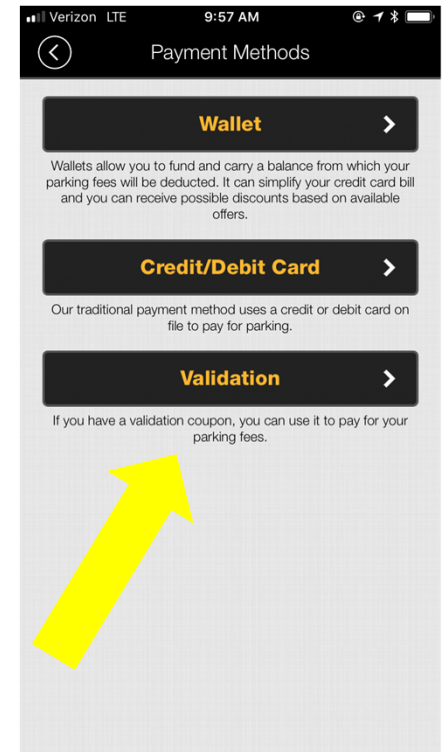 Verizon LTE 9:57 AM
Payment Methods
Wallet
Wallets allow you to fund and carry a balance from which your
parking fees will be deducted. It can simplify your credit card bill
and you can receive possible discounts based on available
offers.
Credit/Debit Card
Our traditional payment method uses a credit or debit card on
file to pay for parking.
Validation
If you have a validation coupon, you can use it to pay for your
parking fees.